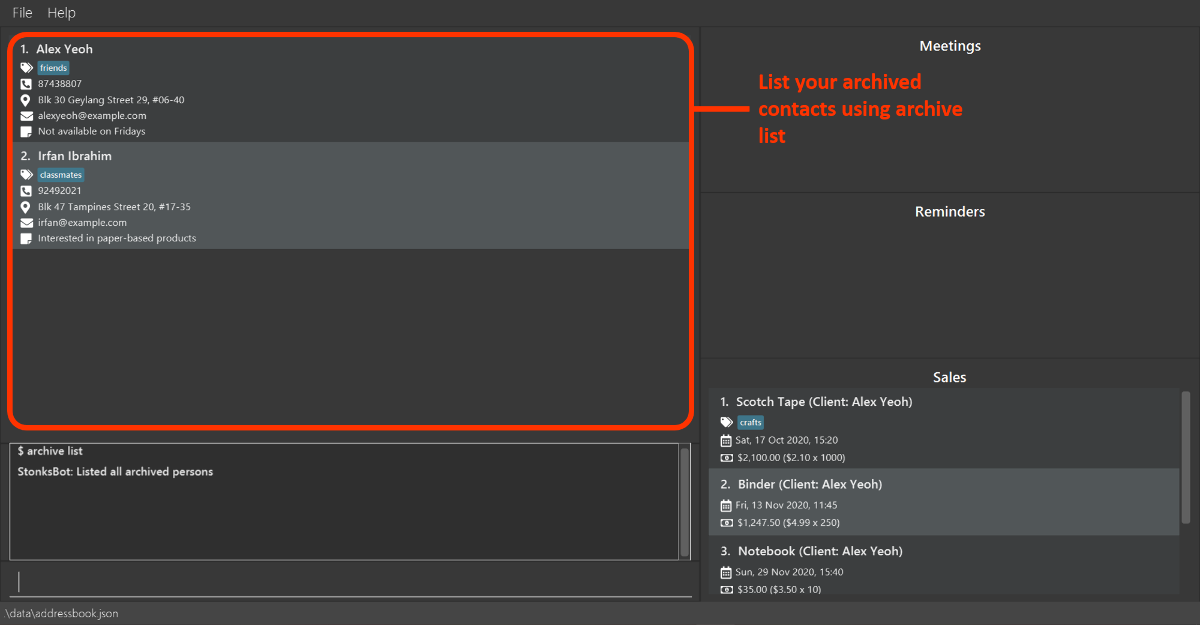 File Help
1. Alex Yeoh
friends
87438807
Blk 30 Geylang Street 29, #06-40
alexyeoh@example.com
Not available on Fridays
2. Irfan Ibrahim
classmates
92492021
Blk 47 Tampines Street 20, #17-35
irfan@example.com
Interested in paper-based products
$ archive list
StonksBot: Listed all archived persons
.\data\addressbook.json
Meetings
List your archived
contacts using archive
list
Reminders
Sales
1. Scotch Tape (Client: Alex Yeoh)
crafts
Sat, 17 Oct 2020, 15:20
$2,100.00 ($2.10 x 1000)
2. Binder (Client: Alex Yeoh)
Fri, 13 Nov 2020, 11:45
$1,247.50 ($4.99 x 250)
3. Notebook (Client: Alex Yeoh)
Sun, 29 Nov 2020, 15:40
$35.00 ($3.50 x 10)